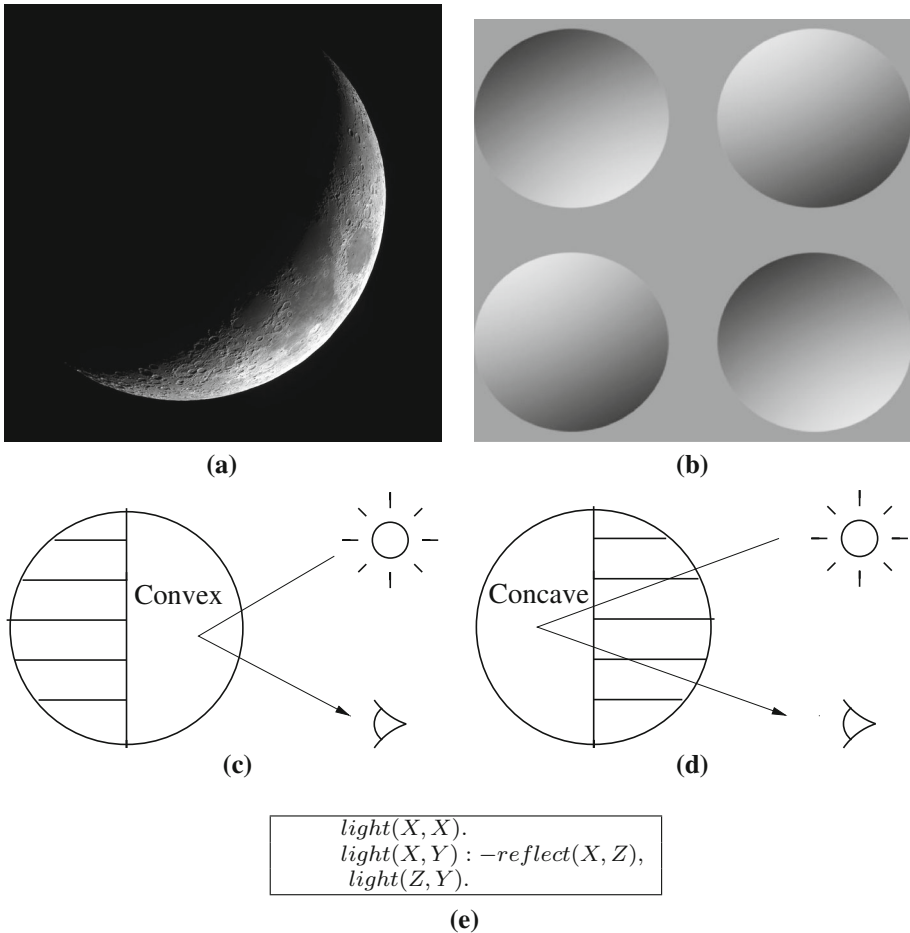 (a)
(b)
Convex
Concave
(c)
(d)
light(X, X).
light(X, Y) : −reflect(X, Z),
light(Z, Y).
(e)